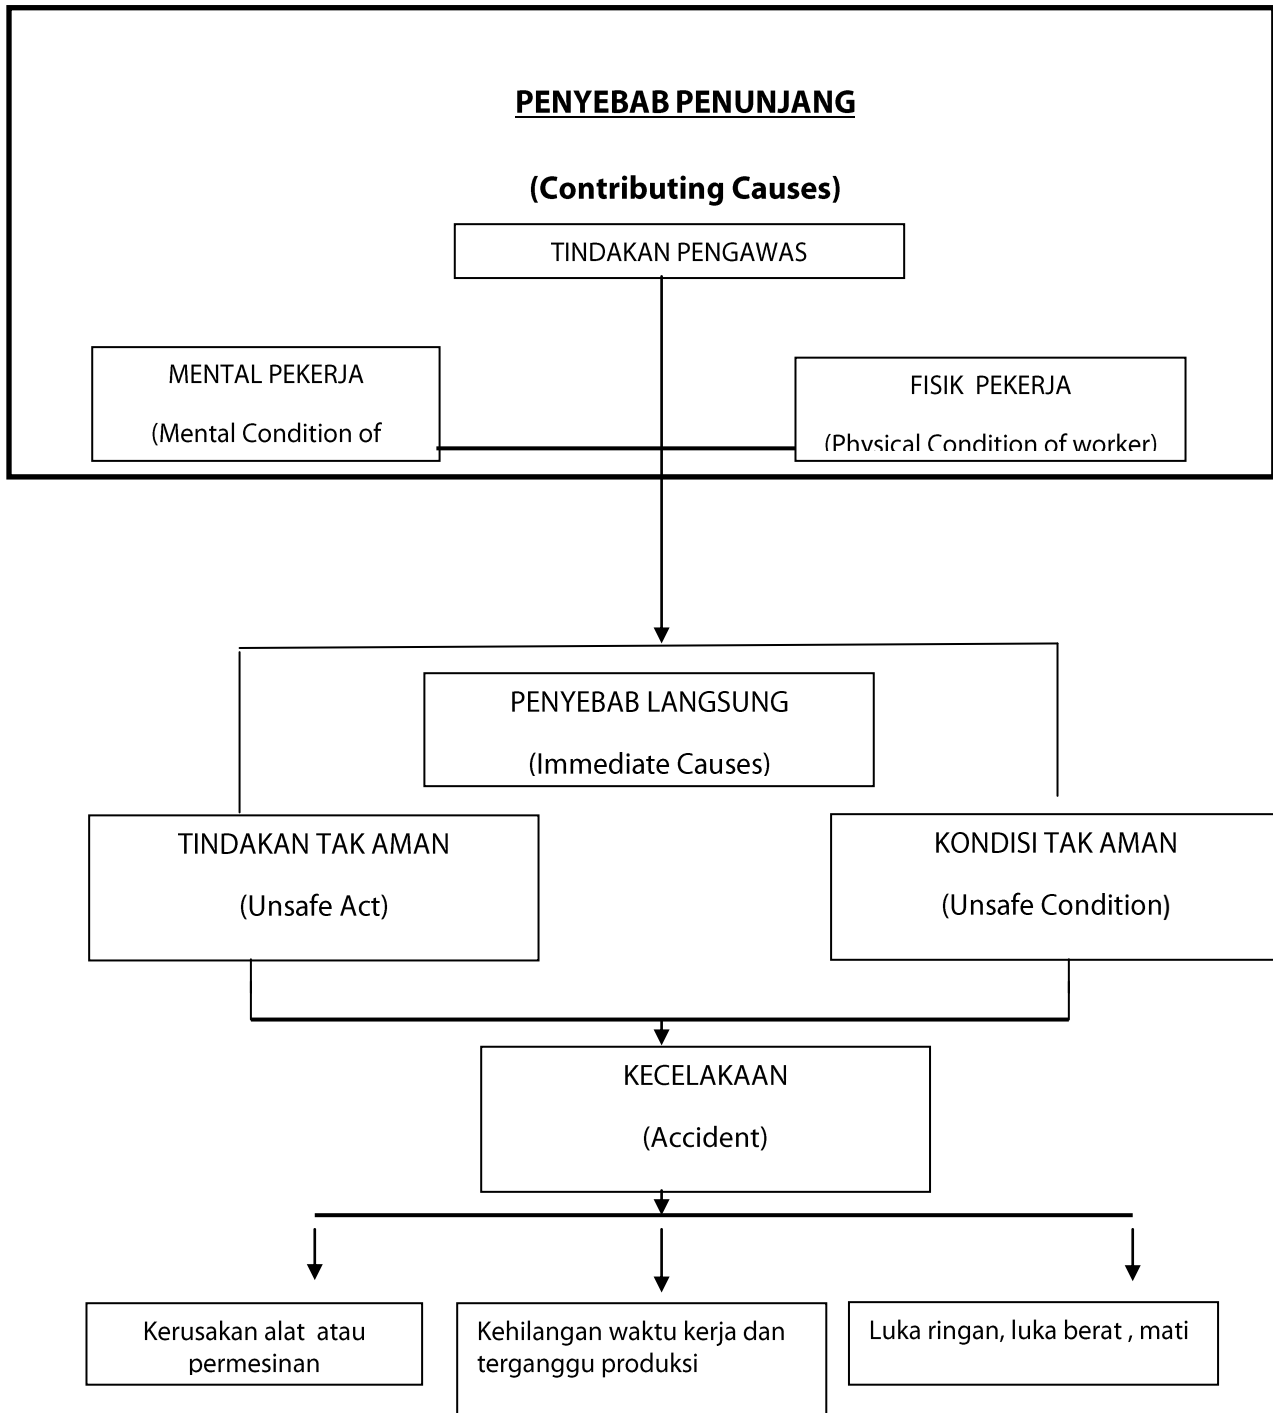 PENYEBAB PENUNJANG
(Contributing Causes)
TINDAKAN PENGAWAS
MENTAL PEKERJA
(Mental Condition of
FISIK PEKERJA
(Physical Condition of worker)
PENYEBAB LANGSUNG
(Immediate Causes)
TINDAKAN TAK AMAN
(Unsafe Act)
KONDISI TAK AMAN
(Unsafe Condition)
KECELAKAAN
(Accident)
Kerusakan alat atau
permesinan
Kehilangan waktu kerja dan
terganggu produksi
Luka ringan, luka berat , mati